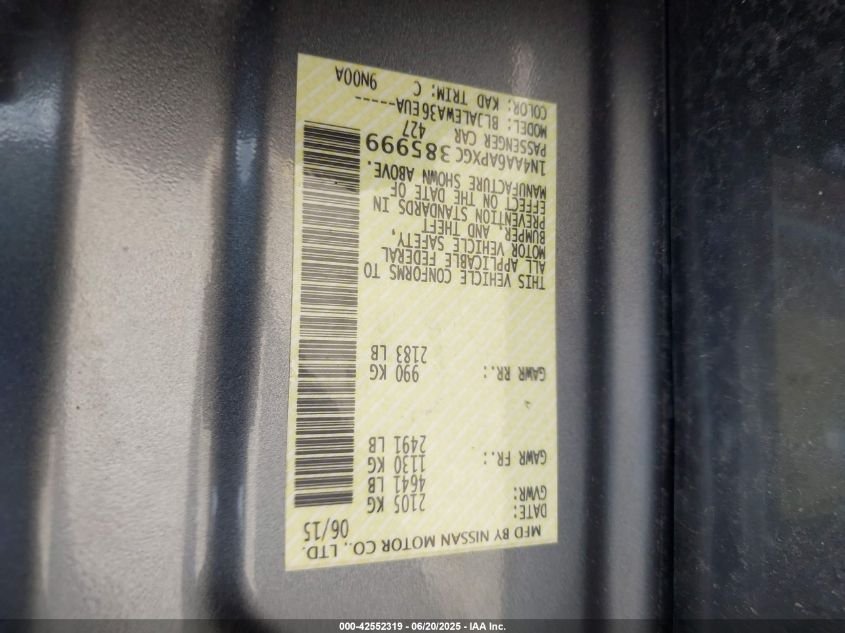 MFD BY NISSAN MOTOR CO., LTD.
DATE: 06/15
GVWR: 2105 KG
4641 LB
GAWR FR.: 1130 KG
2491 LB
GAWR RR.: 990 KG
2183 LB
THIS VEHICLE CONFORMS TO
ALL APPLICABLE FEDERAL
MOTOR VEHICLE SAFETY,
BUMPER, AND THEFT
PREVENTION STANDARDS IN
EFFECT ON THE DATE OF
MANUFACTURE SHOWN ABOVE.
1N4AA6APXGC385999
PASSENGER CAR 427
MODEL: BLJALEWA36EUA-----
COLOR: KAD TRIM: C 9N00A
000-42552319 - 06/20/2025 - IAA Inc.